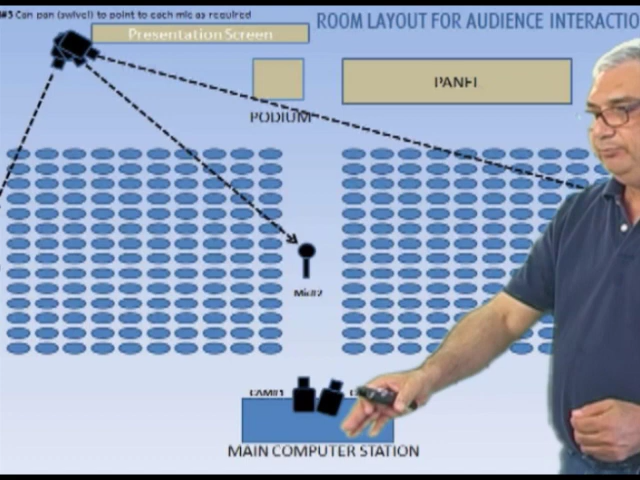 #3 Can pan (swivel) to point to each mic as required
ROOM LAYOUT FOR AUDIENCE INTERACTIO
Presentation Screen
PANEL
PODIUM
Mic#2
CAM#1
MAIN COMPUTER STATION